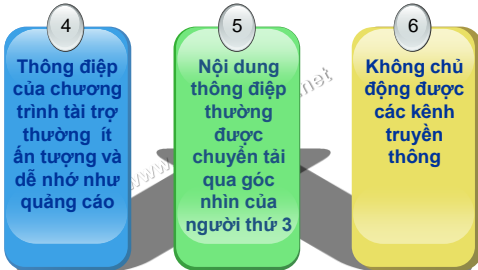 4
Thông điệp
của chương
trình tài trợ
thường ít
ấn tượng và
dễ nhớ như
quảng cáo
5
Nội dung
thông điệp
thường
được
chuyển tải
qua góc
nhìn của
người thứ 3
6
Không chủ
động được
các kênh
truyền
thông